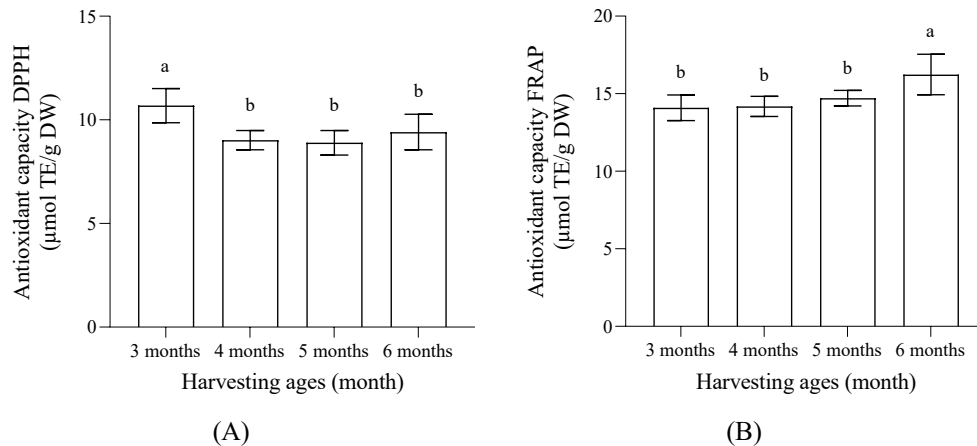 Antioxidant capacity DPPH
(μmol TE/g DW)
15
10
5
0
a
b
b
b
3 months
4 months
5 months
6 months
Harvesting ages (month)
(A)
Antioxidant capacity FRAP
(μmol TE/g DW)
20
15
10
5
0
b
b
b
a
3 months
4 months
5 months
6 months
Harvesting ages (month)
(B)